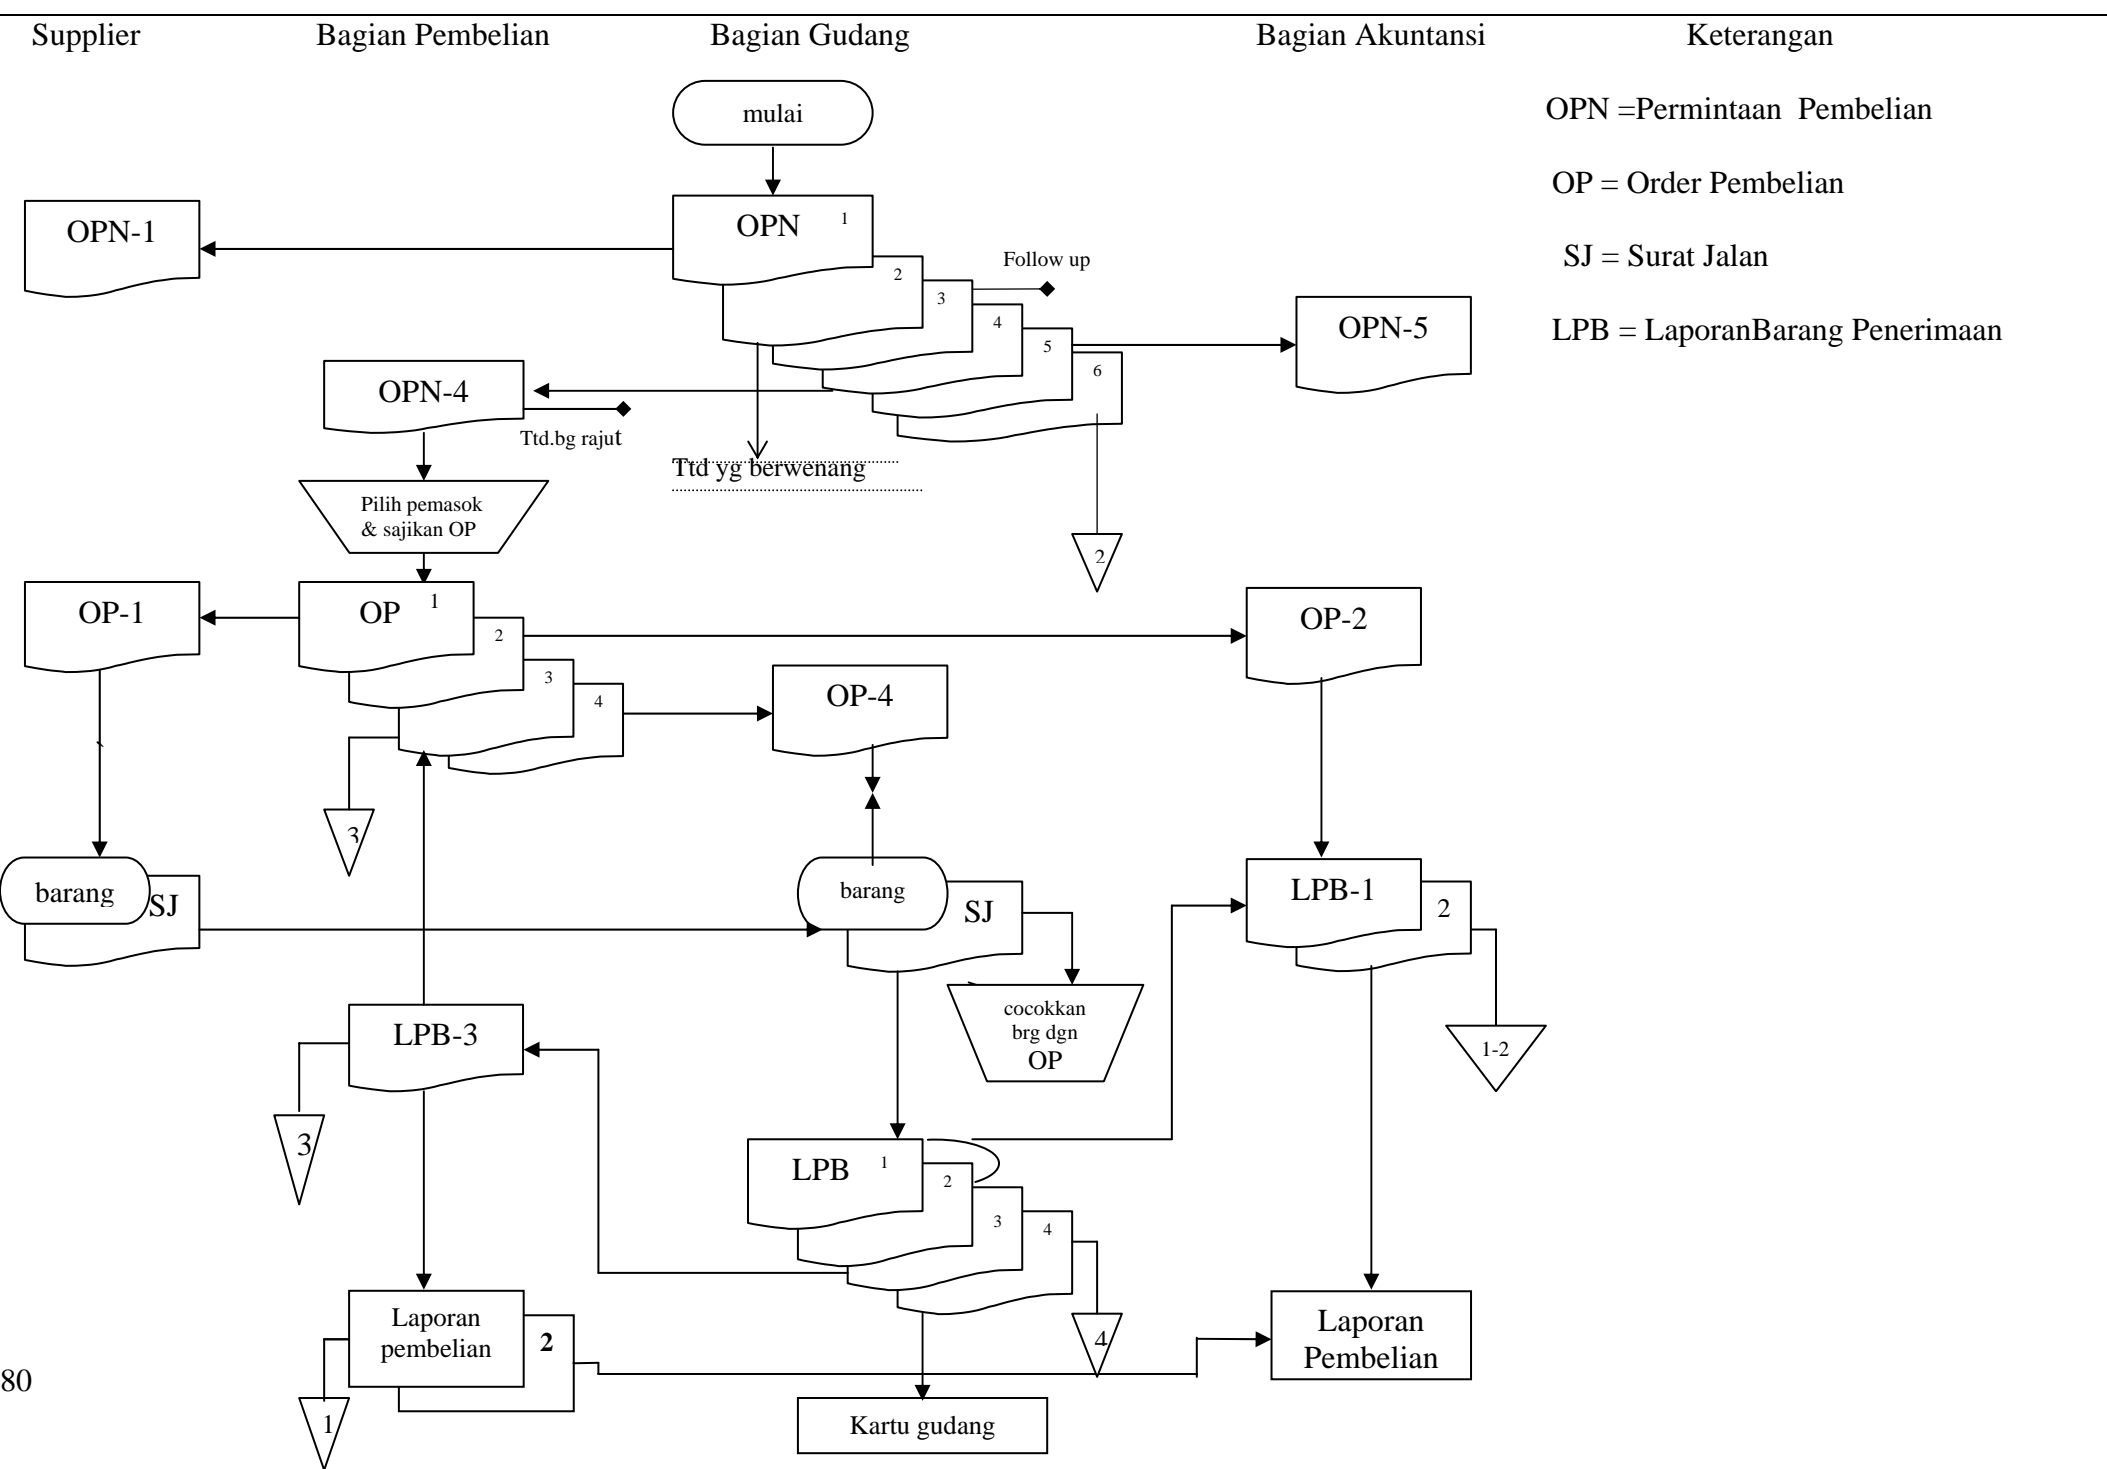 Supplier Bagian Pembelian Bagian Gudang Bagian Akuntansi Keterangan
mulai
OPN =Permintaan Pembelian
OP = Order Pembelian
SJ = Surat Jalan
LPB = LaporanBarang Penerimaan
OPN-1
OPN 1
2
3
4
5
6
Follow up
OPN-5
OPN-4
Ttd.bg rajut
Ttd yg berwenang
Pilih pemasok
& sajikan OP
2
OP-1
OP 1
2
3
4
OP-2
OP-4
3
barang
SJ
barang
SJ
LPB-1
2
cocokkan
brg dgn
OP
1-2
LPB-3
3
LPB 1
2
3
4
4
Laporan
pembelian
2
1
Laporan
Pembelian
Kartu gudang
80